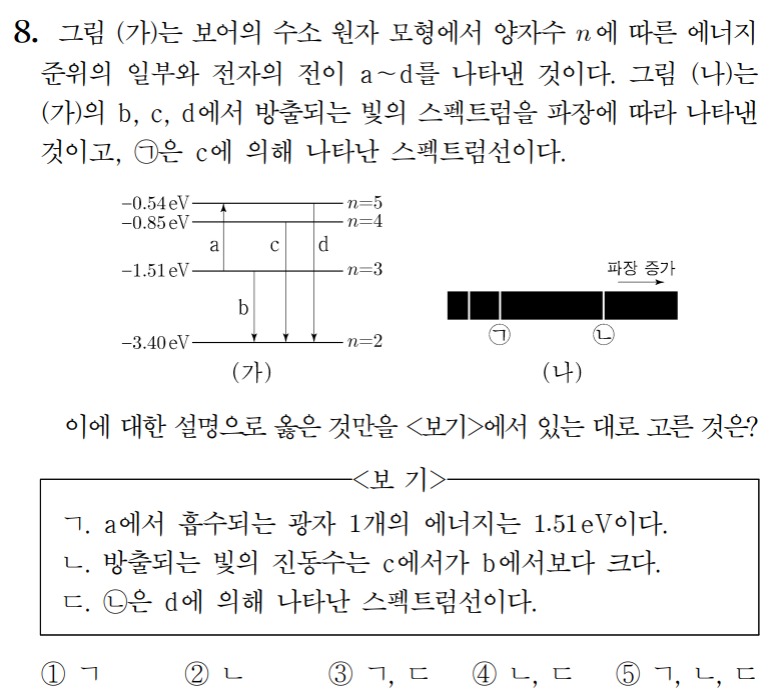 8. 그림 (가)는 보어의 수소 원자 모형에서 양자수 n에 따른 에너지
준위의 일부와 전자의 전이 a~d를 나타낸 것이다. 그림 (나)는
(가)의 b, c, d에서 방출되는 빛의 스펙트럼을 파장에 따라 나타낸
것이고, ㉠은 c에 의해 나타난 스펙트럼선이다.
-0.54 eV n=5
-0.85 eV n=4
a c d
-1.51 eV n=3
b
-3.40 eV n=2
(가)
파장 증가
㉠ ㉡
(나)
이에 대한 설명으로 옳은 것만을 <보기>에서 있는 대로 고른 것은?
<보 기>
ㄱ. a에서 흡수되는 광자 1개의 에너지는 1.51 eV이다.
ㄴ. 방출되는 빛의 진동수는 c에서가 b에서보다 크다.
ㄷ. ㉡은 d에 의해 나타난 스펙트럼선이다.
① ㄱ ② ㄴ ③ ㄱ, ㄷ ④ ㄴ, ㄷ ⑤ ㄱ, ㄴ, ㄷ